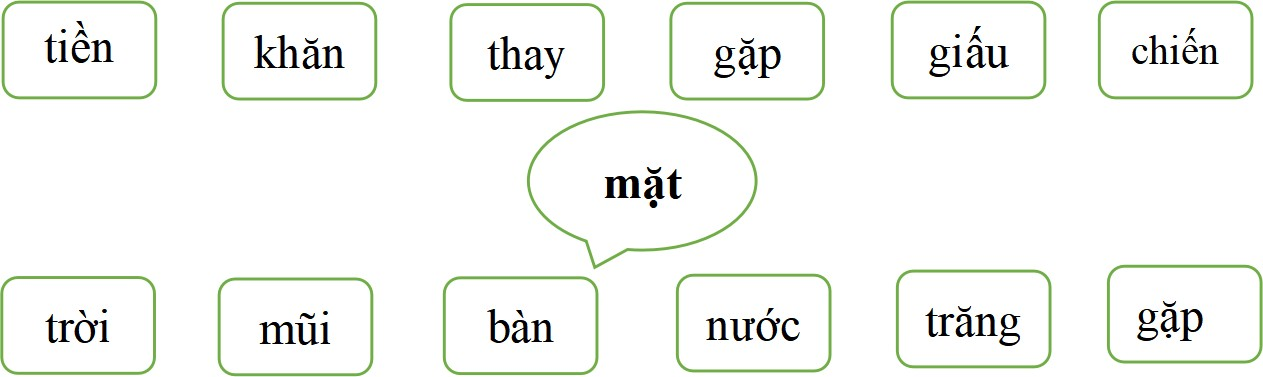 tiền
khăn
thay
gặp
giấu
chiến
mặt
trời
mũi
bàn
nước
trăng
gặp